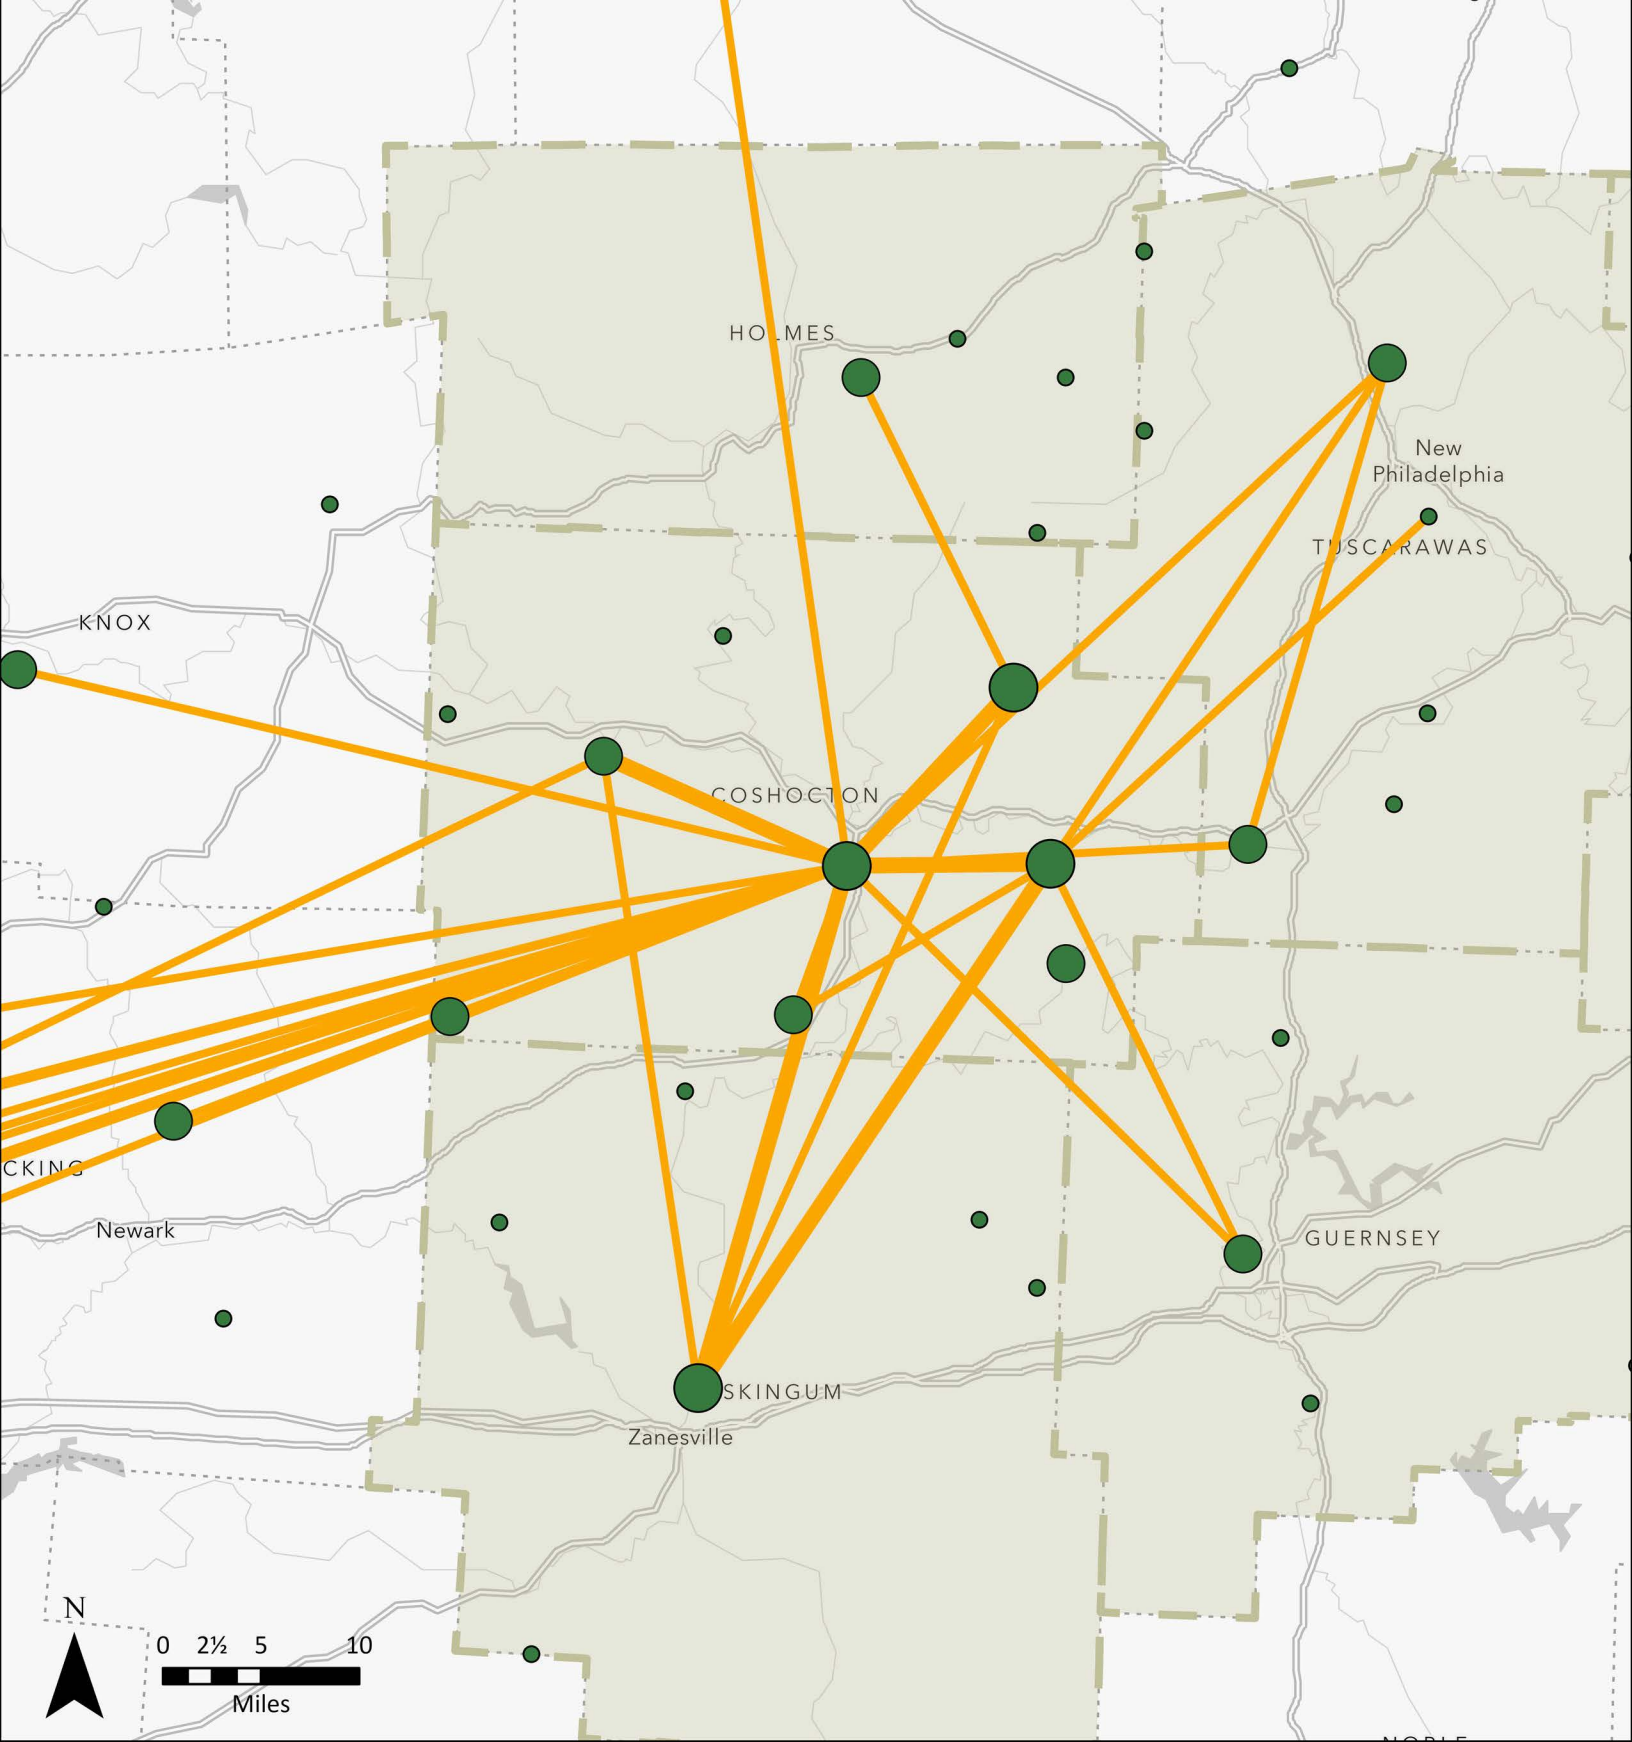 HOLMES
New
Philadelphia
TUSCARAWAS
KNOX
COSHOCTON
CKING
Newark
GUERNSEY
SKINGUM
Zanesville
N
0 2½ 5 10
Miles